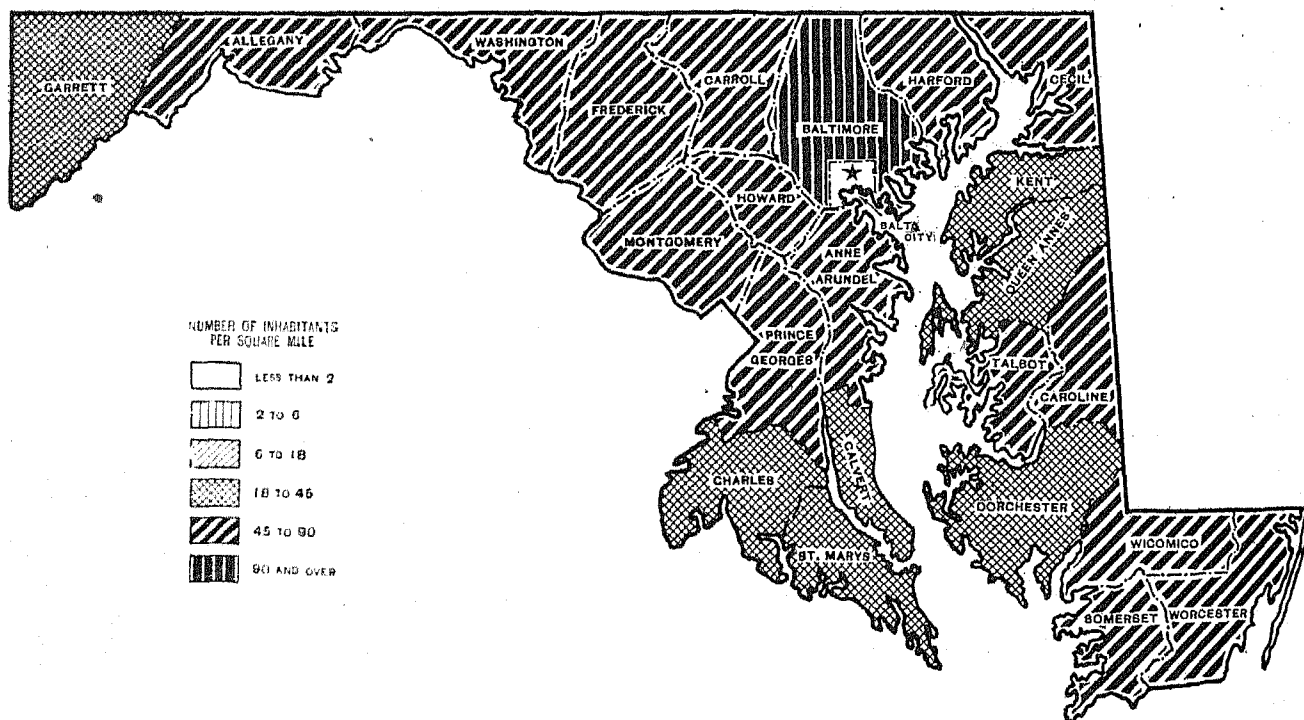 ALLEGANY
WASHINGTON
GARRETT
CARROLL
HARFORD
CECIL
FREDERICK
BALTIMORE
KENT
HOWARD
MONTGOMERY
BALTO
CITY
ANNE
ARUNDEL
QUEEN ANNES
PRINCE
GEORGES
TALBOT
CAROLINE
CALVERT
CHARLES
DORCHESTER
ST. MARYS
WICOMICO
SOMERSET
WORCESTER
NUMBER OF INHABITANTS
PER SQUARE MILE
LESS THAN 2
2 TO 6
6 TO 18
18 TO 45
45 TO 90
90 AND OVER